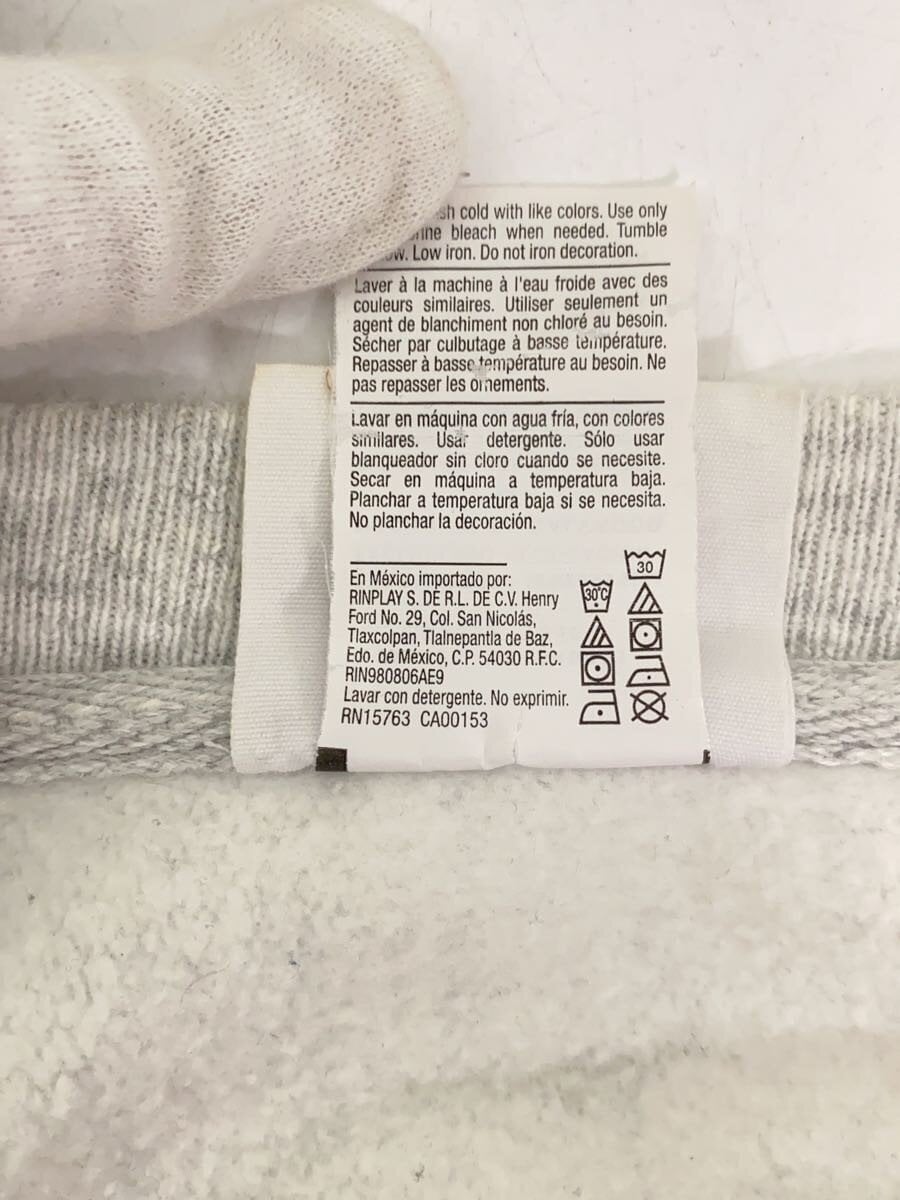 cold with like colors. Use only
bleach when needed. Tumble
Low iron. Do not iron decoration.
Laver à la machine à l'eau froide avec des
couleurs similaires. Utiliser seulement un
agent de blanchiment non chloré au besoin.
Sécher par culbutage à basse température.
Repasser à basse température au besoin. Ne
pas repasser les ornements.
Lavar en máquina con agua fría, con colores
similares. Usar detergente. Sólo usar
blanqueador sin cloro cuando se necesite.
Secar en máquina a temperatura baja.
Planchar a temperatura baja si se necesita.
No planchar la decoración.
En México importado por:
RINPLAY S. DE R.L. DE C.V. Henry
Ford No. 29, Col. San Nicolás,
Tlaxcolpan, Tlalnepantla de Baz,
Edo. de México, C.P. 54030 R.F.C.
RIN980806AE9
Lavar con detergente. No exprimir.
RN15763 CA00153
30°C
30